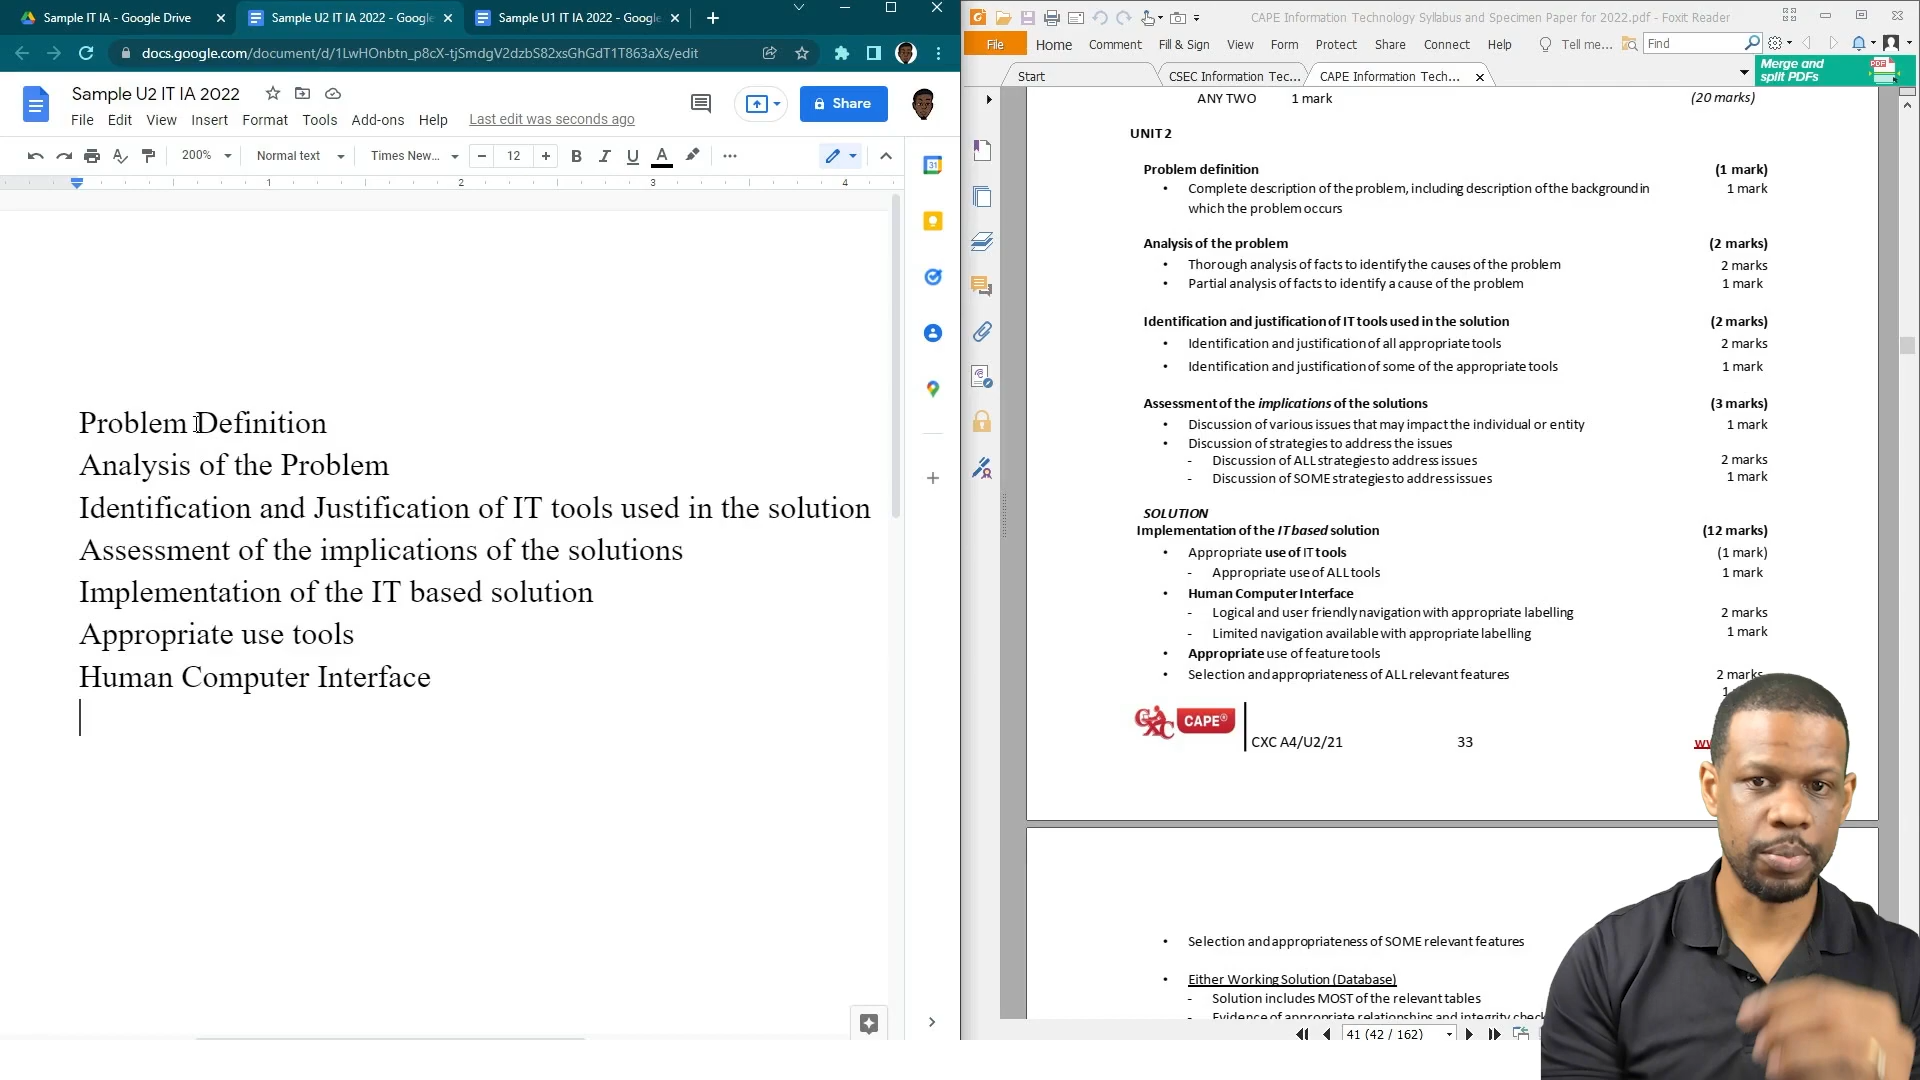 Sample IT IA - Google Drive
Sample U2 IT IA 2022 - Google
Sample U1 IT IA 2022 - Google
docs.google.com/document/d/1LwHOnbtn_p8cX-tjSmdgV2dzbS82xsGhGdT1T863aXs/edit
Sample U2 IT IA 2022
Share
File Edit View Insert Format Tools Add-ons Help Last edit was seconds ago
200% Normal text Times New... 12 B I U A
1 2 3 4
Problem Definition
Analysis of the Problem
Identification and Justification of IT tools used in the solution
Assessment of the implications of the solutions
Implementation of the IT based solution
Appropriate use tools
Human Computer Interface
CAPE Information Technology Syllabus and Specimen Paper for 2022.pdf - Foxit Reader
File Home Comment Fill & Sign View Form Protect Share Connect Help Tell me... Find
Start CSEC Information Tec... CAPE Information Tech...
Merge and
split PDFs
ANY TWO 1 mark (20 marks)
UNIT 2
Problem definition (1 mark)
• Complete description of the problem, including description of the background in 1 mark
which the problem occurs
Analysis of the problem (2 marks)
• Thorough analysis of facts to identify the causes of the problem 2 marks
• Partial analysis of facts to identify a cause of the problem 1 mark
Identification and justification of IT tools used in the solution (2 marks)
• Identification and justification of all appropriate tools 2 marks
• Identification and justification of some of the appropriate tools 1 mark
Assessment of the implications of the solutions (3 marks)
• Discussion of various issues that may impact the individual or entity 1 mark
• Discussion of strategies to address the issues
- Discussion of ALL strategies to address issues 2 marks
- Discussion of SOME strategies to address issues 1 mark
SOLUTION
Implementation of the IT based solution (12 marks)
• Appropriate use of IT tools (1 mark)
- Appropriate use of ALL tools 1 mark
• Human Computer Interface
- Logical and user friendly navigation with appropriate labelling 2 marks
- Limited navigation available with appropriate labelling 1 mark
• Appropriate use of feature tools
• Selection and appropriateness of ALL relevant features 2 marks
1
CXC CAPE® CXC A4/U2/21 33
• Selection and appropriateness of SOME relevant features
• Either Working Solution (Database)
- Solution includes MOST of the relevant tables
- Evidence of appropriate relationships and integrity check
41 (42 / 162)